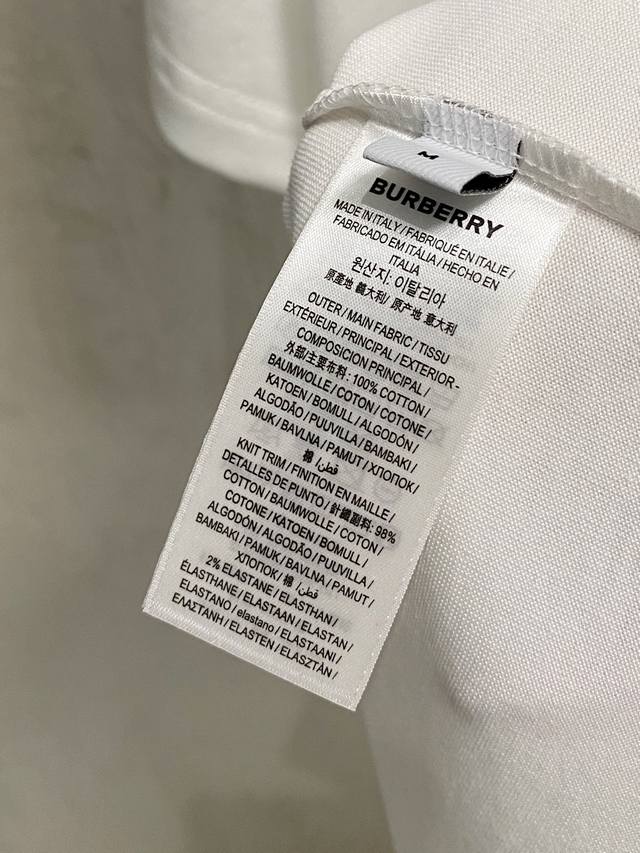 M
BURBERRY
MADE IN ITALY / FABRIQUÉ EN ITALIE /
FABRICADO EM ITÁLIA / HECHO EN
ITALIA
원산지: 이탈리아
原產地 義大利/ 原产地 意大利
OUTER / MAIN FABRIC / TISSU
EXTÉRIEUR / PRINCIPAL / EXTERIOR -
COMPOSICION PRINCIPAL /
外部/主要布料: 100% COTTON /
BAUMWOLLE / COTON / COTONE /
KATOEN / BOMULL / ALGODÓN /
ALGODÃO / PUUVILLA / BAMBAKI /
PAMUK / BAVLNA / PAMUT / ХЛОПОК /
棉 /قطن
KNIT TRIM / FINITION EN MAILLE /
DETALLES DE PUNTO / 針織副料: 98%
COTTON / BAUMWOLLE / COTON /
COTONE / KATOEN / BOMULL /
ALGODÓN / ALGODÃO / PUUVILLA /
BAMBAKI / PAMUK / BAVLNA / PAMUT /
ХЛОПОК / 棉 /قطن
2% ELASTANE / ELASTHAN /
ÉLASTHANE / ELASTAAN / ELASTAN /
ELASTANO / elastano / ELASTAANI /
ΕΛΑΣΤΑΝΗ / ELASTEN / ELASZTÁN /